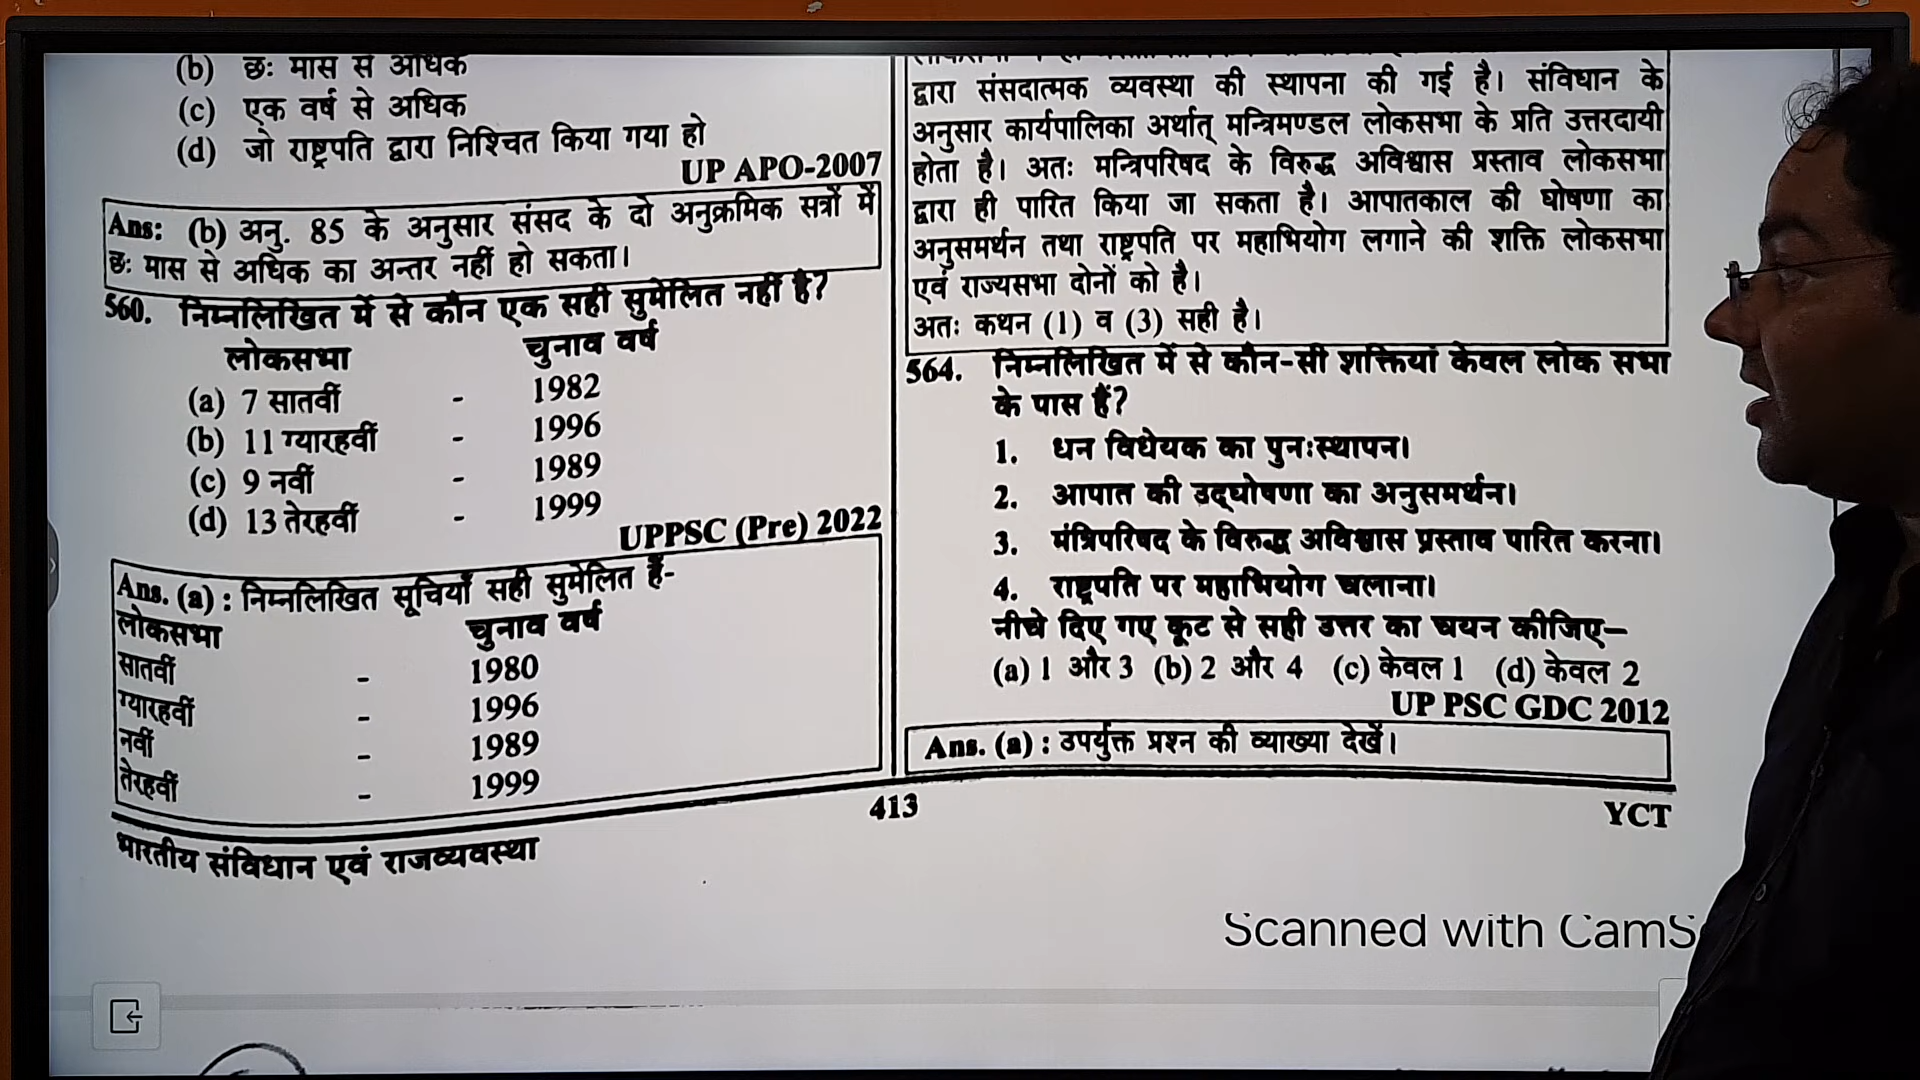 (b) छः मास से अधिक
(c) एक वर्ष से अधिक
(d) जो राष्ट्रपति द्वारा निश्चित किया गया हो
UP APO-2007
Ans: (b) अनु. 85 के अनुसार संसद के दो अनुक्रमिक सत्रों में
छः मास से अधिक का अन्तर नहीं हो सकता।
560. निम्नलिखित में से कौन एक सही सुमेलित नहीं है?
लोकसभा चुनाव वर्ष
(a) 7 सातवीं - 1982
(b) 11 ग्यारहवीं - 1996
(c) 9 नवीं - 1989
(d) 13 तेरहवीं - 1999
UPPSC (Pre) 2022
Ans. (a) : निम्नलिखित सूचियाँ सही सुमेलित हैं-
लोकसभा चुनाव वर्ष
सातवीं - 1980
ग्यारहवीं - 1996
नवीं - 1989
तेरहवीं - 1999
द्वारा संसदात्मक व्यवस्था की स्थापना की गई है। संविधान के
अनुसार कार्यपालिका अर्थात् मन्त्रिमण्डल लोकसभा के प्रति उत्तरदायी
होता है। अतः मन्त्रिपरिषद के विरुद्ध अविश्वास प्रस्ताव लोकसभा
द्वारा ही पारित किया जा सकता है। आपातकाल की घोषणा का
अनुसमर्थन तथा राष्ट्रपति पर महाभियोग लगाने की शक्ति लोकसभा
एवं राज्यसभा दोनों को है।
अतः कथन (1) व (3) सही है।
564. निम्नलिखित में से कौन-सी शक्तियां केवल लोक सभा
के पास हैं?
1. धन विधेयक का पुनःस्थापन।
2. आपात की उद्घोषणा का अनुसमर्थन।
3. मंत्रिपरिषद के विरुद्ध अविश्वास प्रस्ताव पारित करना।
4. राष्ट्रपति पर महाभियोग चलाना।
नीचे दिए गए कूट से सही उत्तर का चयन कीजिए–
(a) 1 और 3 (b) 2 और 4 (c) केवल 1 (d) केवल 2
UP PSC GDC 2012
Ans. (a) : उपर्युक्त प्रश्न की व्याख्या देखें।
413
YCT
भारतीय संविधान एवं राजव्यवस्था
Scanned with CamS